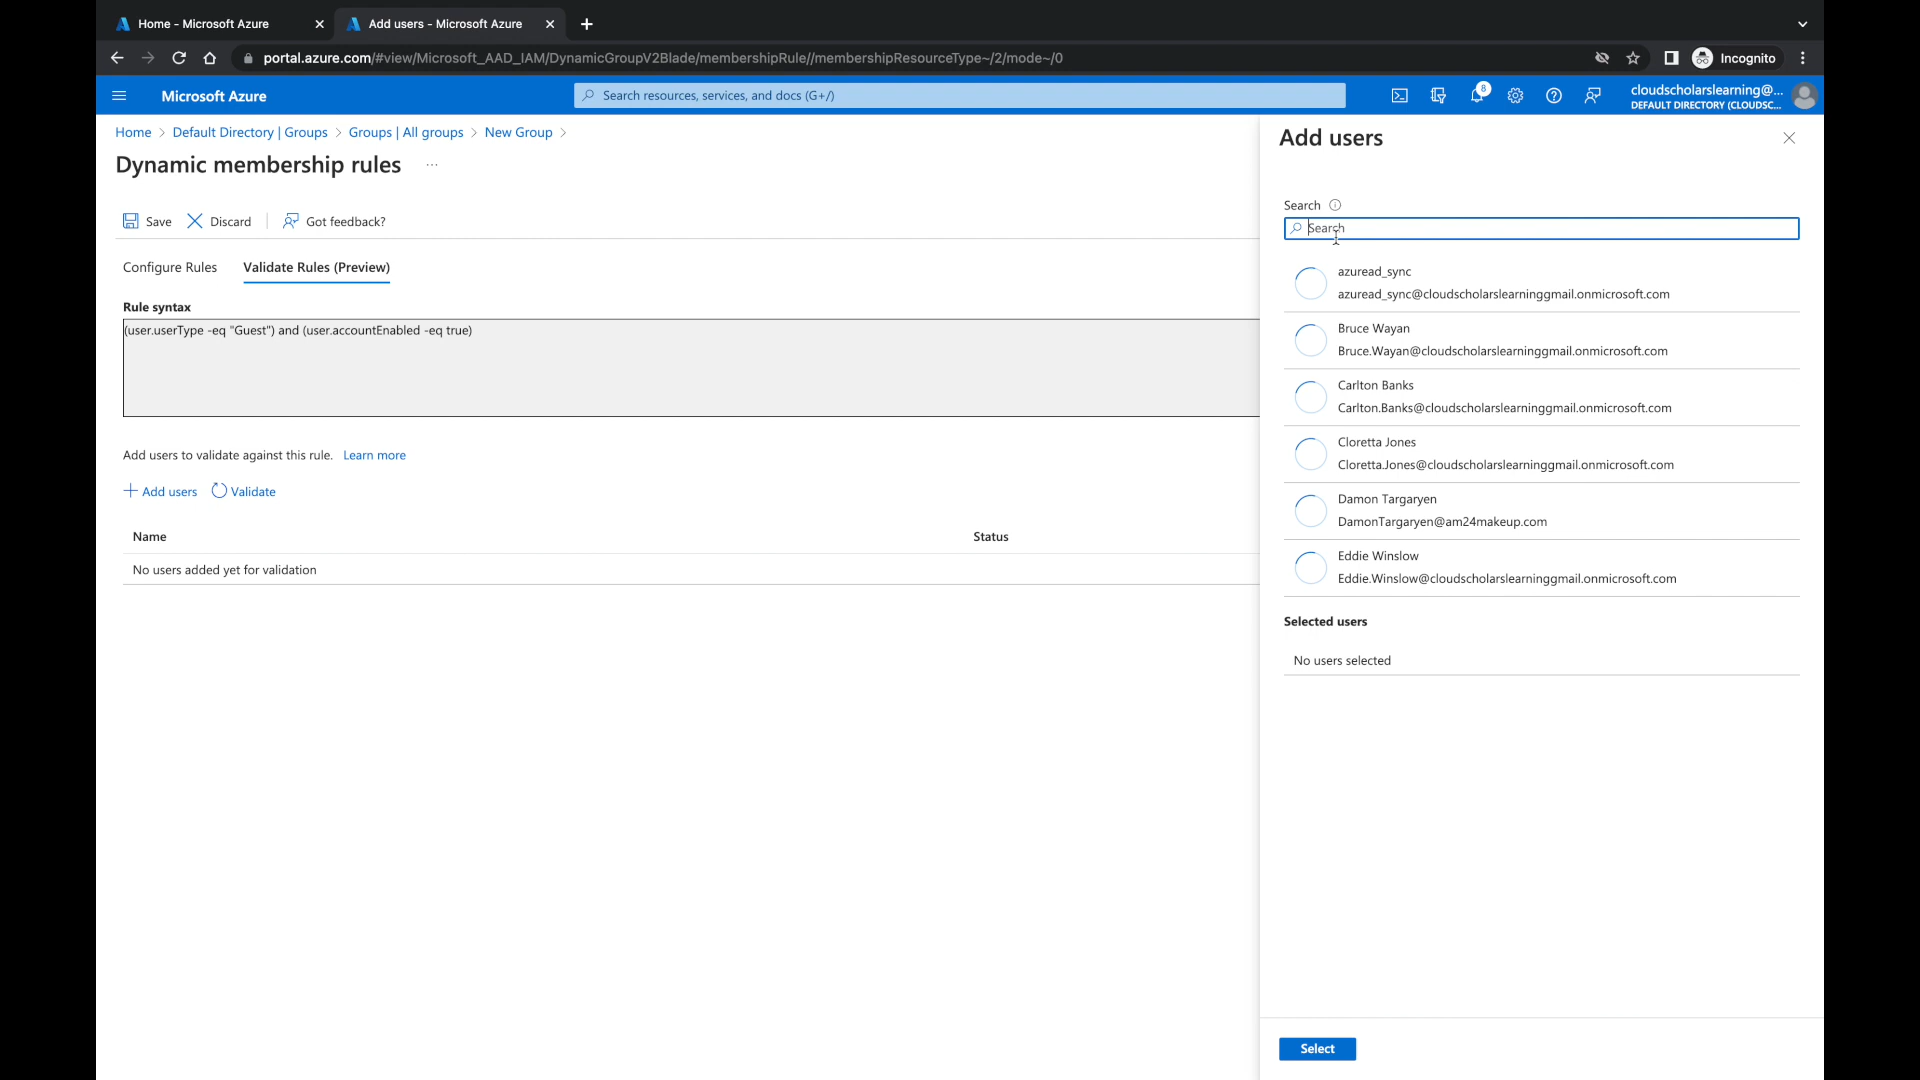 Home - Microsoft Azure
Add users - Microsoft Azure
portal.azure.com/#view/Microsoft_AAD_IAM/DynamicGroupV2Blade/membershipRule//membershipResourceType~/2/mode~/0
Incognito
Microsoft Azure
Search resources, services, and docs (G+/)
8
cloudscholarslearning@...
DEFAULT DIRECTORY (CLOUDSC...
Home > Default Directory | Groups > Groups | All groups > New Group >
Dynamic membership rules ...
Save
Discard
Got feedback?
Configure Rules
Validate Rules (Preview)
Rule syntax
(user.userType -eq "Guest") and (user.accountEnabled -eq true)
Add users to validate against this rule. Learn more
+ Add users
Validate
Name
Status
No users added yet for validation
Add users
Search
Search
azuread_sync
azuread_sync@cloudscholarslearninggmail.onmicrosoft.com
Bruce Wayan
Bruce.Wayan@cloudscholarslearninggmail.onmicrosoft.com
Carlton Banks
Carlton.Banks@cloudscholarslearninggmail.onmicrosoft.com
Cloretta Jones
Cloretta.Jones@cloudscholarslearninggmail.onmicrosoft.com
Damon Targaryen
DamonTargaryen@am24makeup.com
Eddie Winslow
Eddie.Winslow@cloudscholarslearninggmail.onmicrosoft.com
Selected users
No users selected
Select